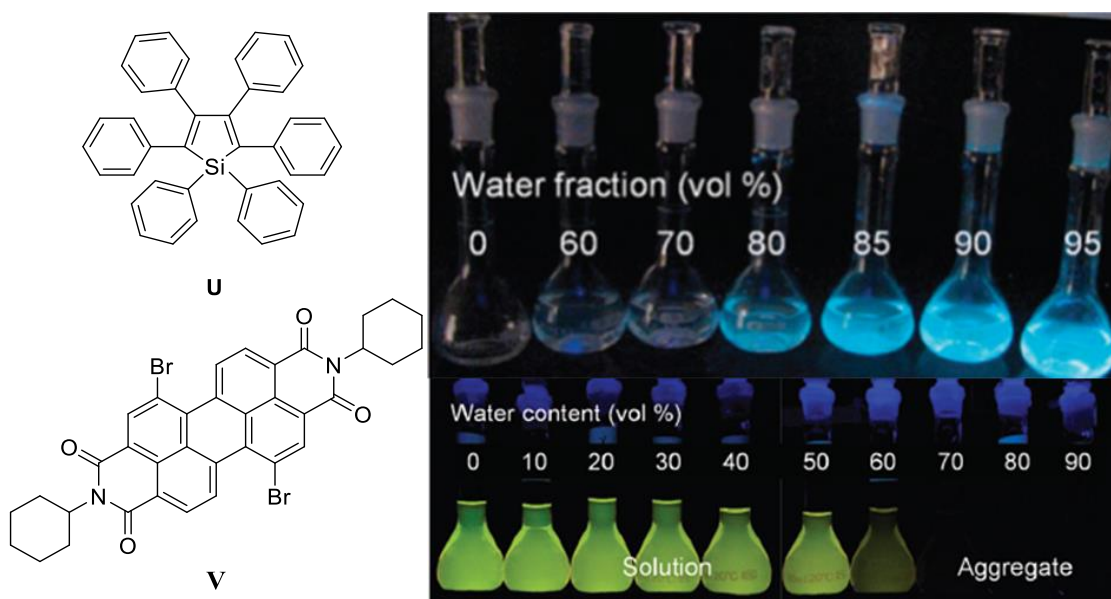 Si
U
O
N
Br
O
O
N
Br
O
V
Water fraction (vol %)
0 60 70 80 85 90 95
Water content (vol %)
0 10 20 30 40 50 60 70 80 90
Solution Aggregate